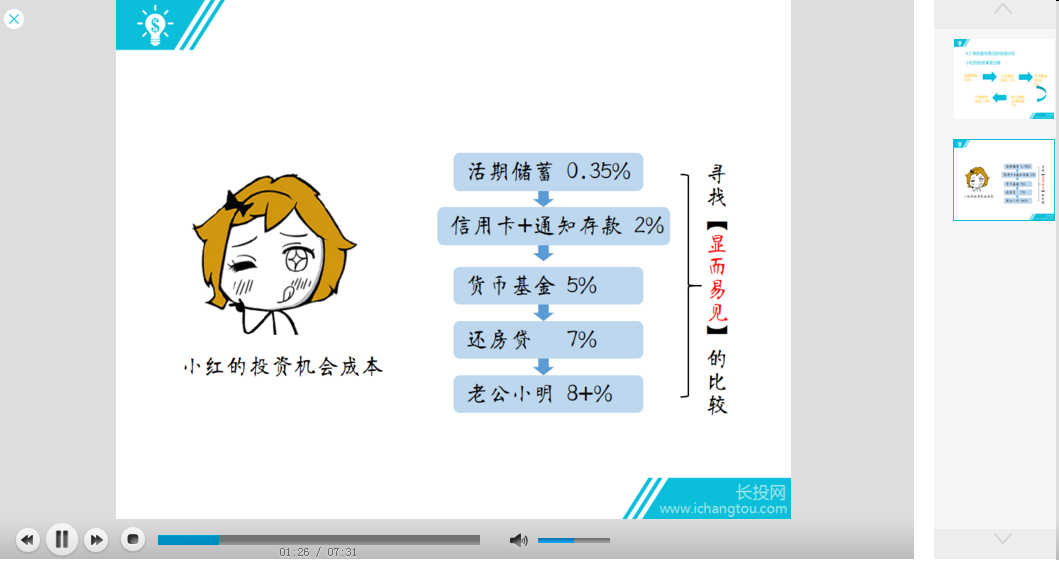 活期储蓄 0.35%
信用卡+通知存款 2%
货币基金 5%
还房贷 7%
老公小明 8+%
寻找【显而易见】的比较
小红的投资机会成本
长投网
www.ichangtou.com
01:26 / 07:31